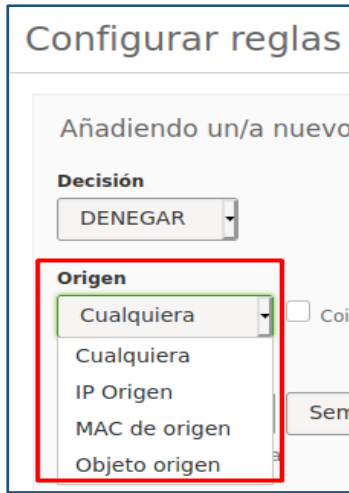 Configurar reglas
Añadiendo un/a nuevo
Decisión
DENEGAR
Origen
Cualquiera
Cualquiera
IP Origen
MAC de origen
Objeto origen